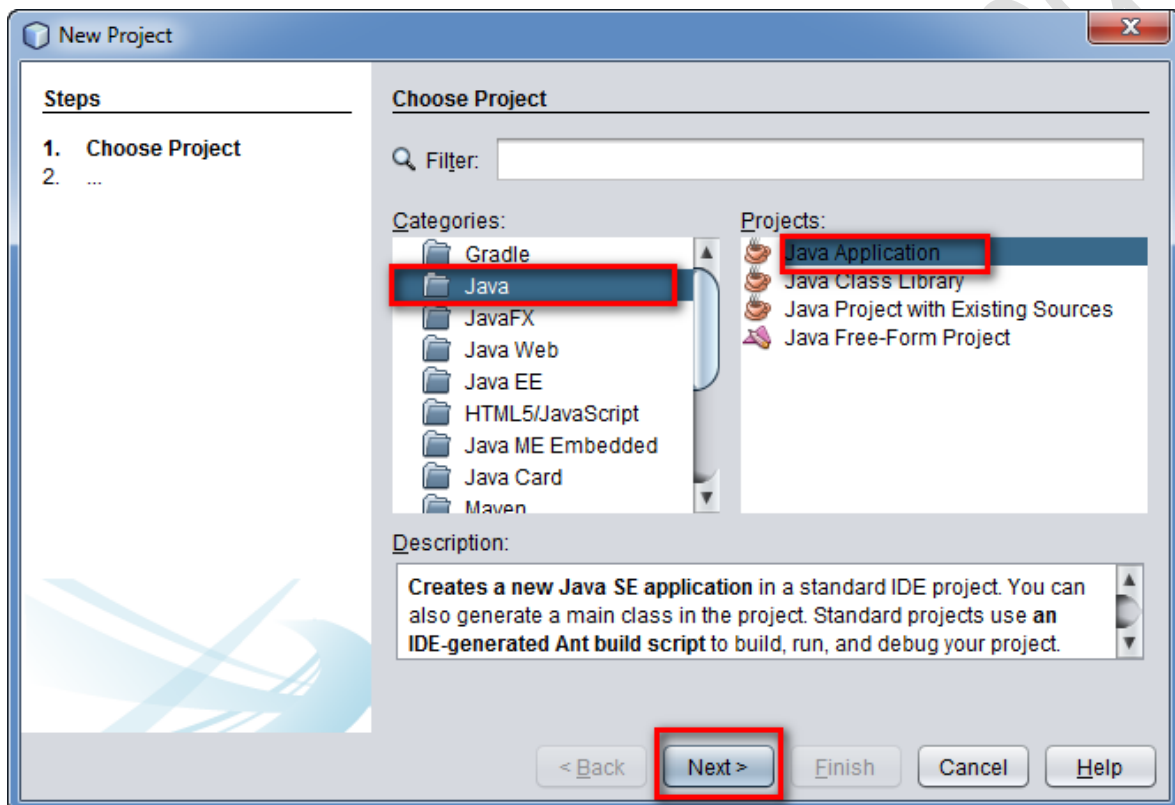 New Project
X
Steps
1. Choose Project
2. ...
Choose Project
Filter:
Categories:
Gradle
Java
JavaFX
Java Web
Java EE
HTML5/JavaScript
Java ME Embedded
Java Card
Maven
Projects:
Java Application
Java Class Library
Java Project with Existing Sources
Java Free-Form Project
Description:
Creates a new Java SE application in a standard IDE project. You can
also generate a main class in the project. Standard projects use an
IDE-generated Ant build script to build, run, and debug your project.
< Back Next > Finish Cancel Help